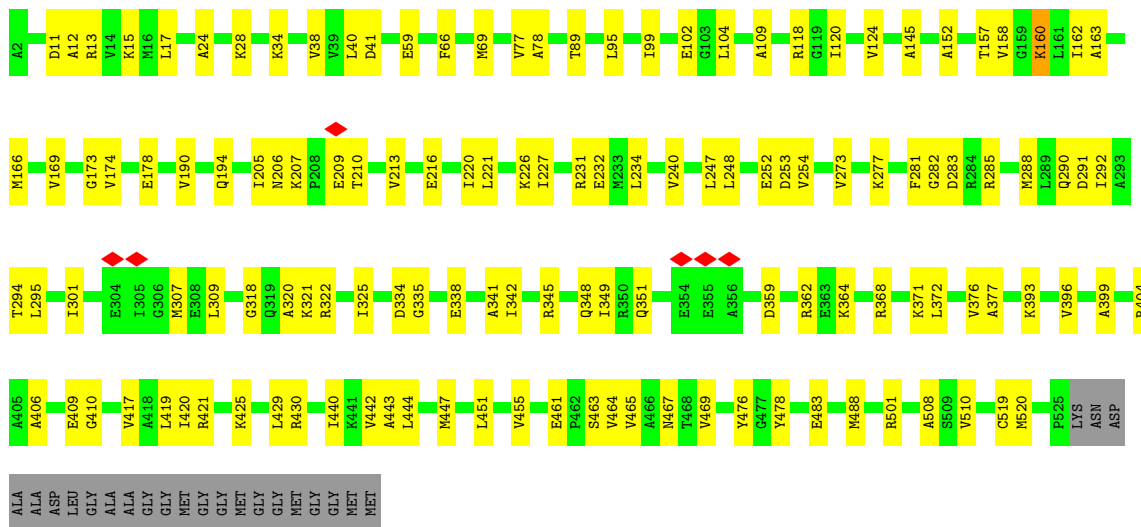 A2 D11 A12 R13 V14 K15 M16 L17 A24 K28 K34 V38 V39 L40 D41 E59 F66 M69 V77 A78 T89 L95 I99 E102 G103 L104 A109 R118 G119 I120 V124 A145 A152 T157 V158 G159 K160 L161 I162 A163
M166 V169 G173 V174 E178 V190 Q194 I205 N206 K207 P208 E209 T210 V213 E216 I220 L221 K226 I227 R231 E232 M233 L234 V240 L247 L248 E252 D253 V254 V273 K277 F281 G282 D283 R284 R285 M288 L289 Q290 D291 I292 A293
T294 L295 I301 E304 I305 G306 M307 E308 L309 G318 Q319 A320 K321 R322 I325 D334 G335 E338 A341 I342 R345 Q348 I349 R350 Q351 E354 E355 A356 D359 R362 E363 K364 R368 K371 L372 V376 A377 K393 V396 A399 R404
A405 A406 E409 G410 V417 A418 L419 I420 R421 K425 L429 R430 I440 K441 V442 A443 L444 M447 L451 V455 E461 P462 S463 V464 V465 A466 N467 T468 V469 Y476 G477 Y478 E483 M488 R501 A508 S509 V510 C519 M520 P525 LYS ASN ASP
ALA ALA ASP LEU GLY ALA ALA GLY GLY MET GLY GLY MET GLY GLY MET MET